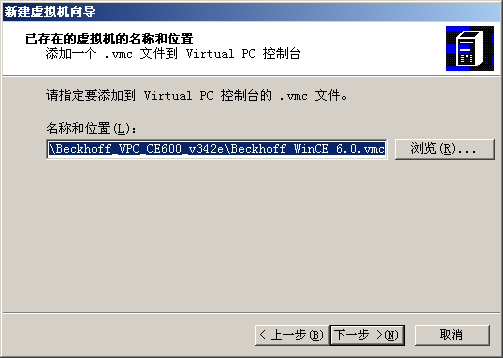 新建虚拟机向导
已存在的虚拟机的名称和位置
添加一个 .vmc 文件到 Virtual PC 控制台
请指定要添加到 Virtual PC 控制台的 .vmc 文件。
名称和位置(L):
\Beckhoff_VPC_CE600_v342e\Beckhoff WinCE 6.0.vmc
浏览(R)...
< 上一步(B) 下一步 >(N) 取消